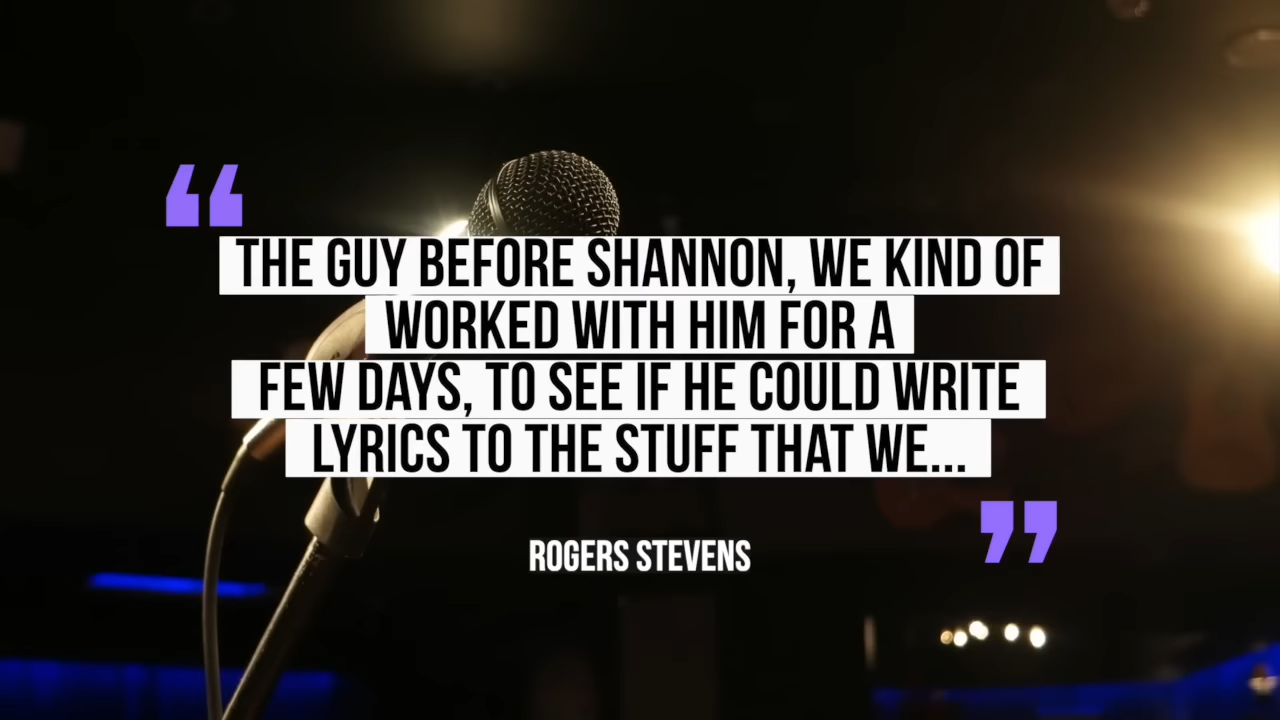 “
THE GUY BEFORE SHANNON, WE KIND OF
WORKED WITH HIM FOR A
FEW DAYS, TO SEE IF HE COULD WRITE
LYRICS TO THE STUFF THAT WE...
”
ROGERS STEVENS